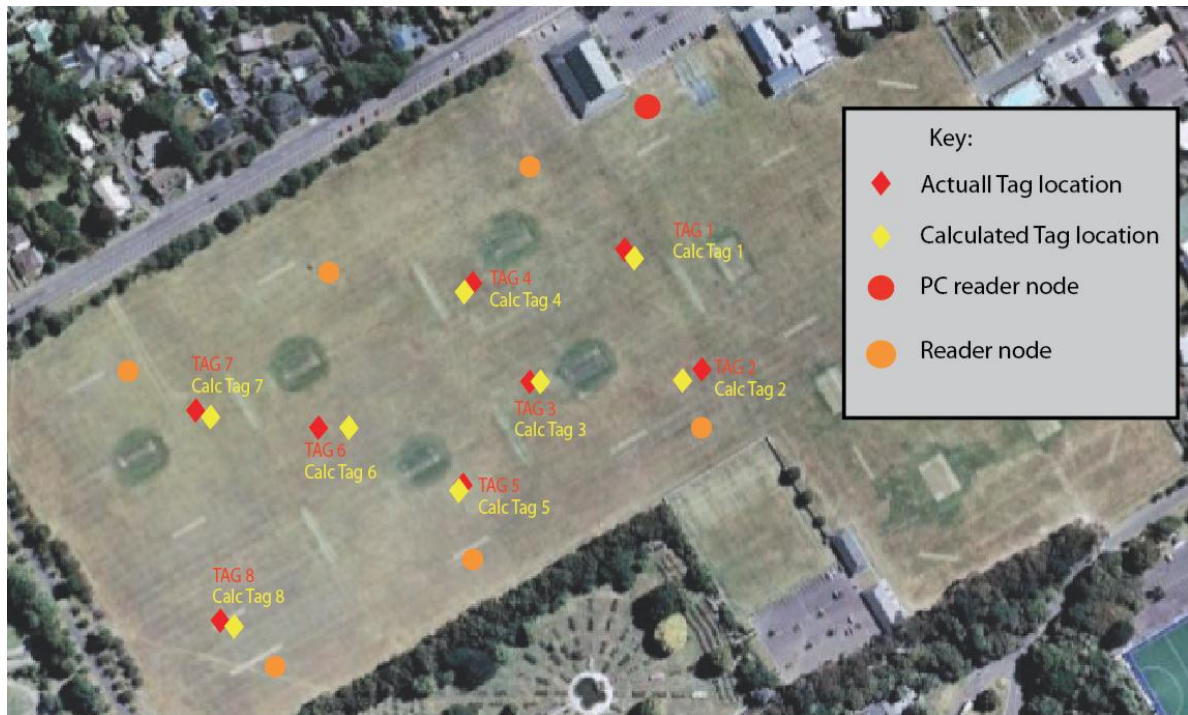 Key:
Actuall Tag location
Calculated Tag location
PC reader node
Reader node
TAG 1
Calc Tag 1
TAG 4
Calc Tag 4
TAG 7
Calc Tag 7
TAG 2
Calc Tag 2
TAG 3
Calc Tag 3
TAG 6
Calc Tag 6
TAG 5
Calc Tag 5
TAG 8
Calc Tag 8